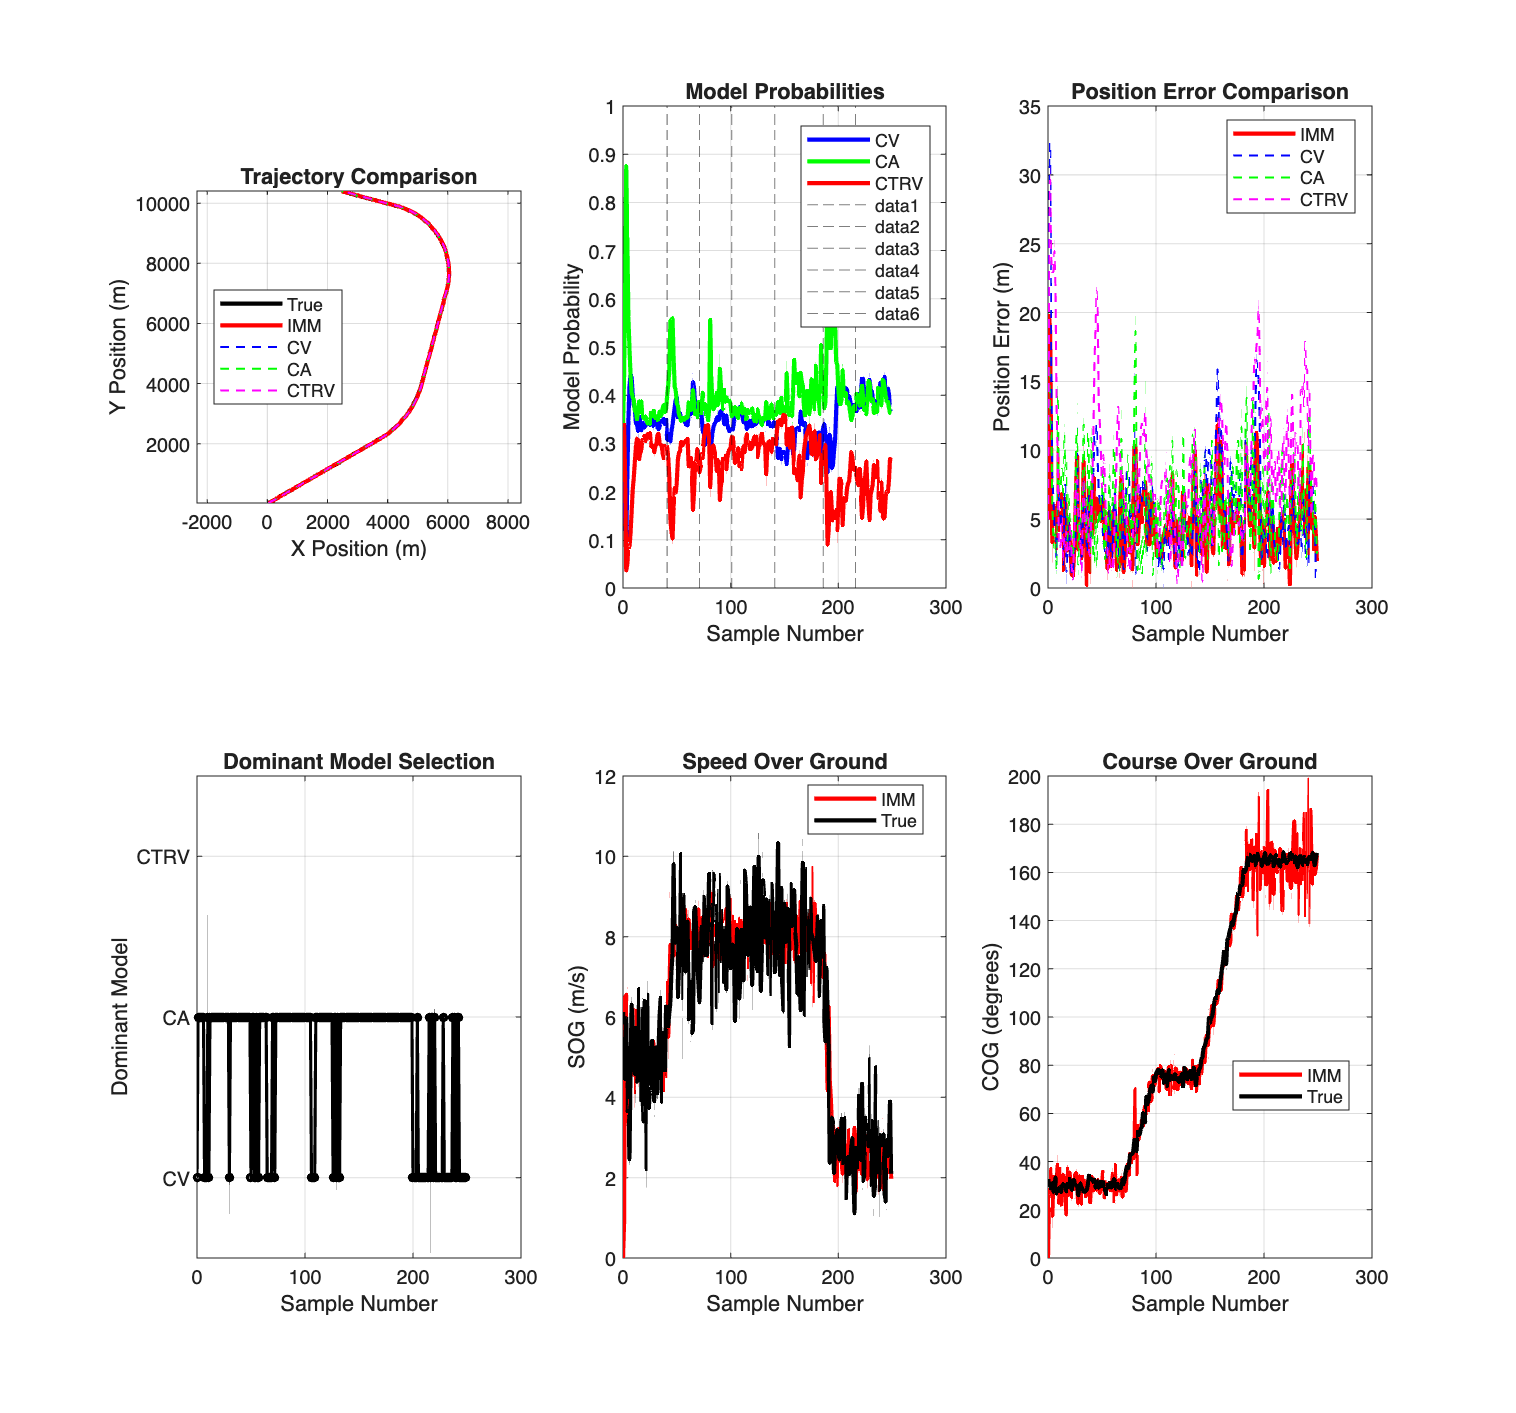 Trajectory Comparison
10000
8000
6000
4000
2000
Y Position (m)
True
IMM
CV
CA
CTRV
-2000 0 2000 4000 6000 8000
X Position (m)
Model Probabilities
1
0.9
0.8
0.7
0.6
0.5
0.4
0.3
0.2
0.1
0
Model Probability
CV
CA
CTRV
data1
data2
data3
data4
data5
data6
0 100 200 300
Sample Number
Position Error Comparison
35
30
25
20
15
10
5
0
Position Error (m)
IMM
CV
CA
CTRV
0 100 200 300
Sample Number
Dominant Model Selection
CTRV
CA
CV
Dominant Model
0 100 200 300
Sample Number
Speed Over Ground
12
10
8
6
4
2
0
SOG (m/s)
IMM
True
0 100 200 300
Sample Number
Course Over Ground
200
180
160
140
120
100
80
60
40
20
0
COG (degrees)
IMM
True
0 100 200 300
Sample Number